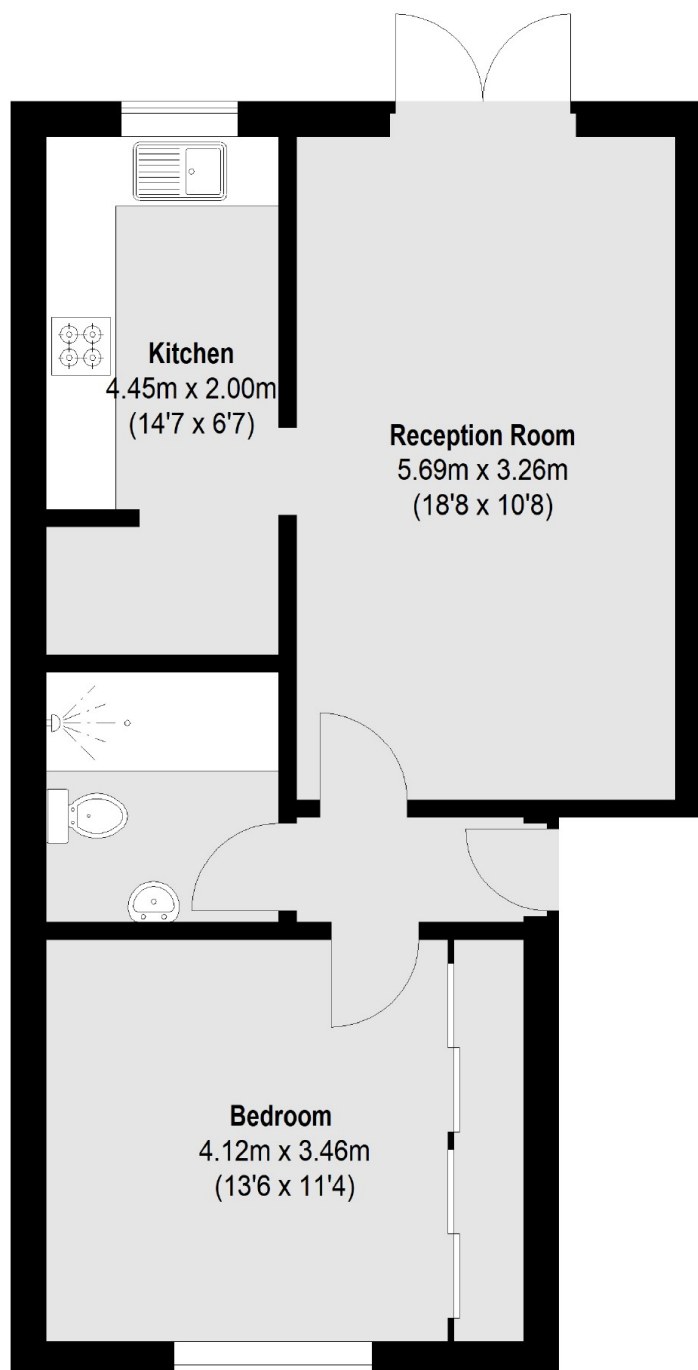 Kitchen
4.45m x 2.00m
(14'7 x 6'7)
Reception Room
5.69m x 3.26m
(18'8 x 10'8)
Bedroom
4.12m x 3.46m
(13'6 x 11'4)